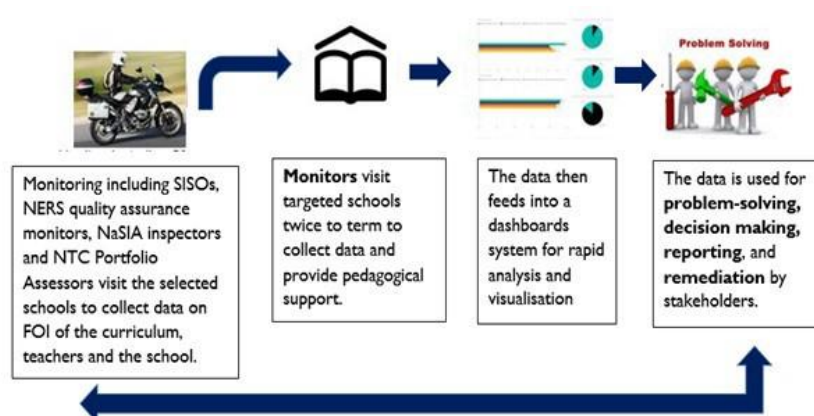 Problem Solving
Monitoring including SISOs,
NERS quality assurance
monitors, NaSIA inspectors
and NTC Portfolio
Assessors visit the selected
schools to collect data on
FOI of the curriculum,
teachers and the school.
Monitors visit
targeted schools
twice to term to
collect data and
provide pedagogical
support.
The data then
feeds into a
dashboards
system for rapid
analysis and
visualisation
The data is used for
problem-solving,
decision making,
reporting, and
remediation by
stakeholders.